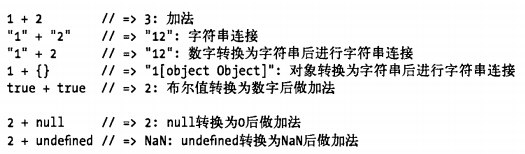 1 + 2 // => 3: 加法
"1" + "2" // => "12": 字符串连接
"1" + 2 // => "12": 数字转换为字符串后进行字符串连接
1 + {} // => "1[object Object]": 对象转换为字符串后进行字符串连接
true + true // => 2: 布尔值转换为数字后做加法
2 + null // => 2: null转换为0后做加法
2 + undefined // => NaN: undefined转换为NaN后做加法